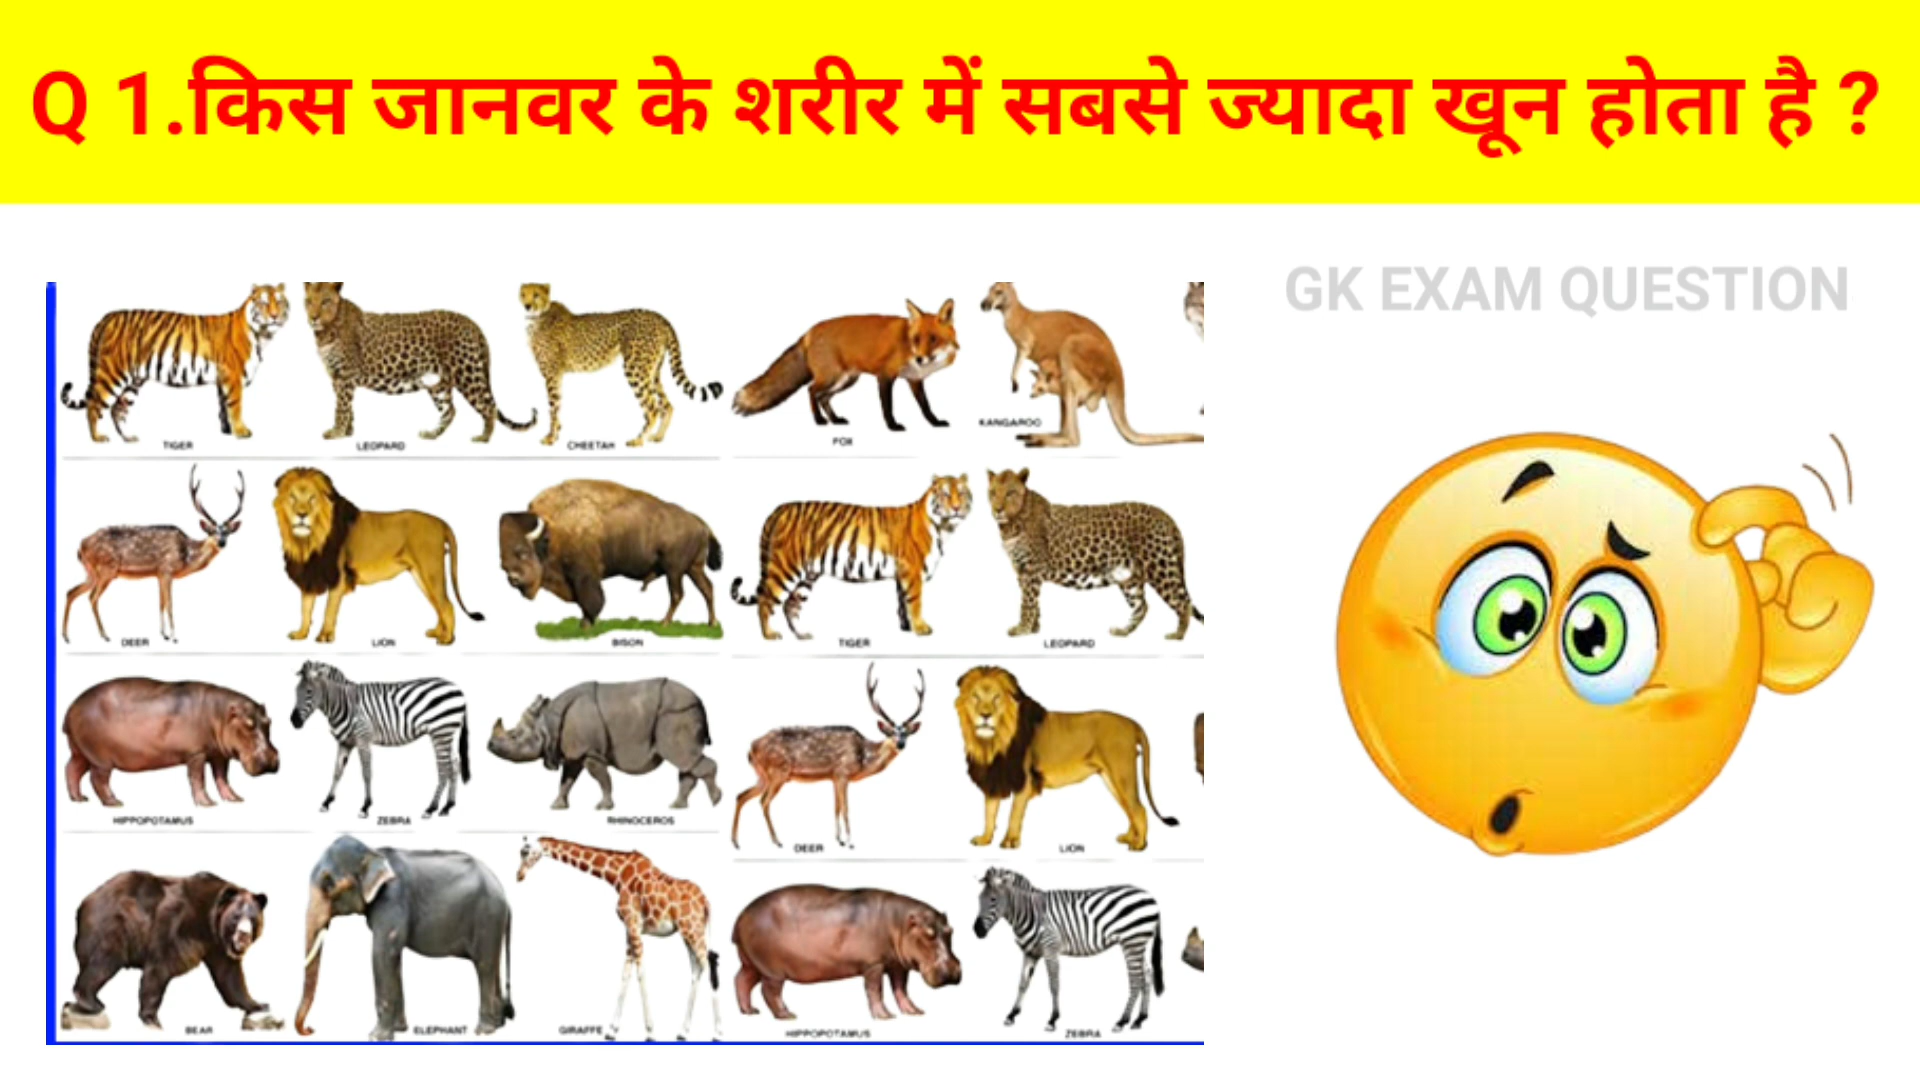 Q 1.किस जानवर के शरीर में सबसे ज्यादा खून होता है ?
GK EXAM QUESTION
TIGER LEOPARD CHEETAH FOX KANGAROO
DEER LION BISON TIGER LEOPARD
HIPPOPOTAMUS ZEBRA RHINOCEROS DEER LION
BEAR ELEPHANT GIRAFFE HIPPOPOTAMUS ZEBRA